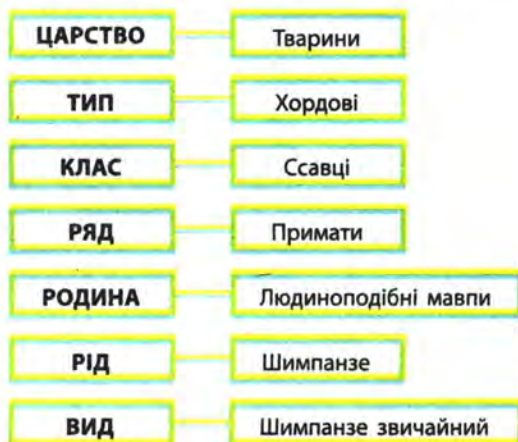 ЦАРСТВО Тварини
ТИП Хордові
КЛАС Ссавці
РЯД Примати
РОДИНА Людиноподібні мавпи
РІД Шимпанзе
ВИД Шимпанзе звичайний